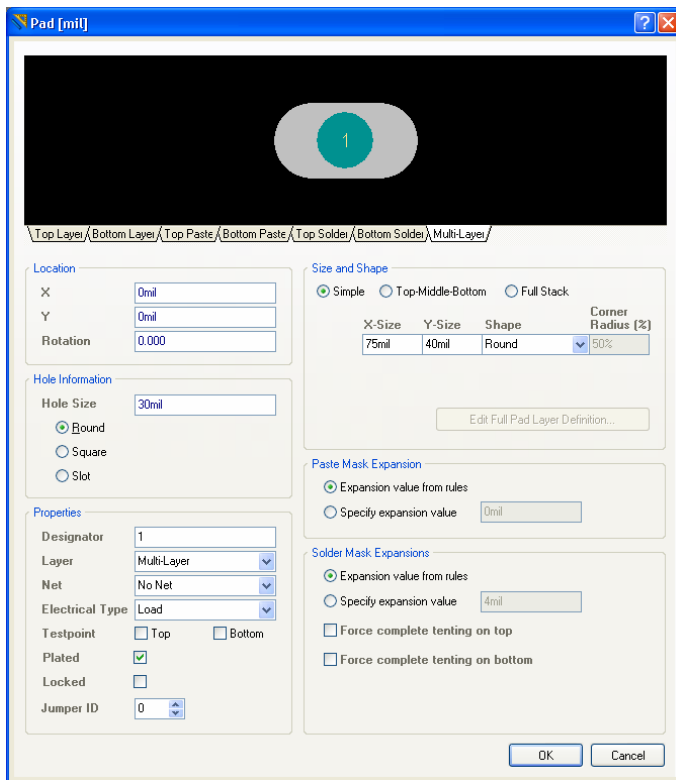 Pad [mil]
1
Top Layer Bottom Layer Top Paste Bottom Paste Top Solder Bottom Solder Multi-Layer
Location
X 0mil
Y 0mil
Rotation 0.000
Hole Information
Hole Size 30mil
Round
Square
Slot
Properties
Designator 1
Layer Multi-Layer
Net No Net
Electrical Type Load
Testpoint Top Bottom
Plated
Locked
Jumper ID 0
Size and Shape
Simple Top-Middle-Bottom Full Stack
X-Size Y-Size Shape Corner Radius (%)
75mil 40mil Round 50%
Edit Full Pad Layer Definition...
Paste Mask Expansion
Expansion value from rules
Specify expansion value 0mil
Solder Mask Expansions
Expansion value from rules
Specify expansion value 4mil
Force complete tenting on top
Force complete tenting on bottom
OK Cancel